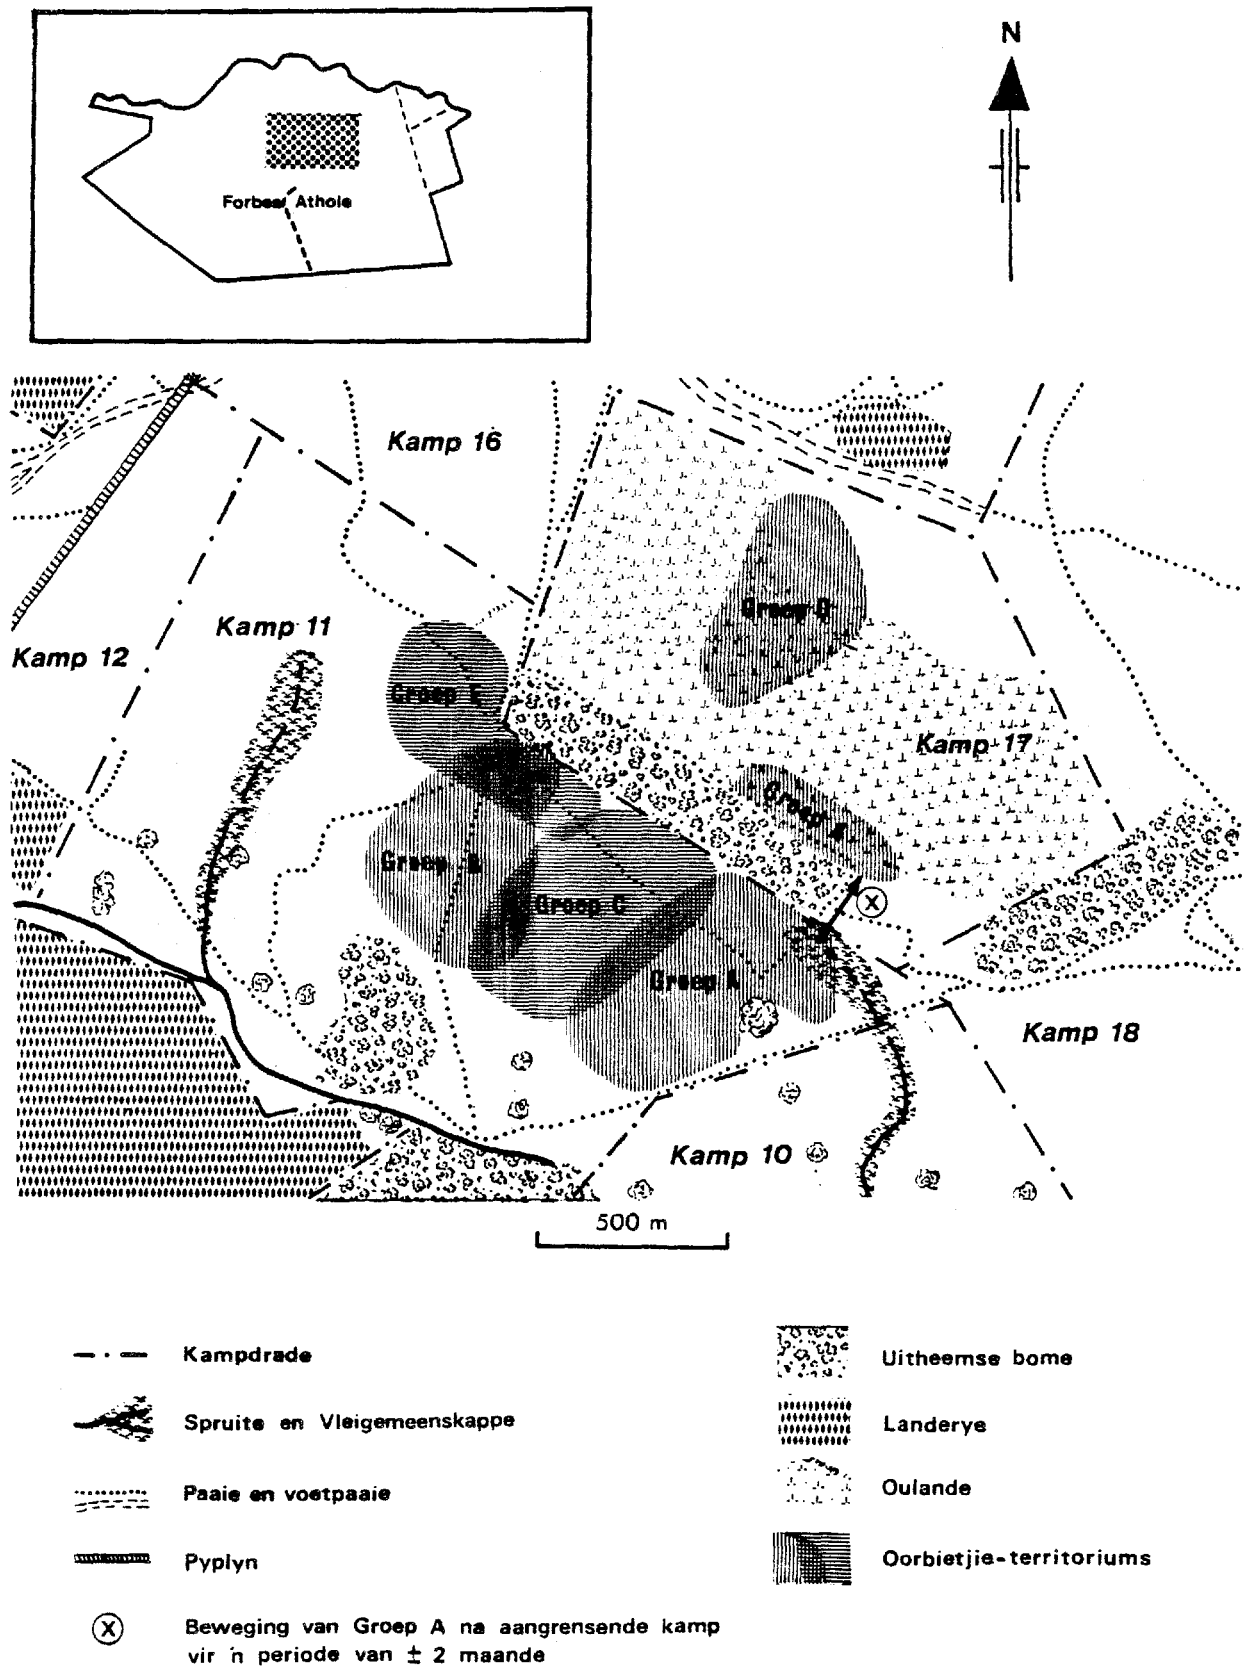 N
Forbes Athole
Kamp 16
Groep D
Kamp 11
Kamp 12
Groep E
Kamp 17
Groep A
Groep B
Groep C
X
Groep A
Kamp 18
Kamp 10
500 m
Kampdrade
Uitheemse bome
Spruite en Vleigemeenskappe
Landerye
Oulande
Paaie en voetpaaie
Pyplyn
Oorbietjie-territoriums
X Beweging van Groep A na aangrensende kamp
vir 'n periode van ± 2 maande